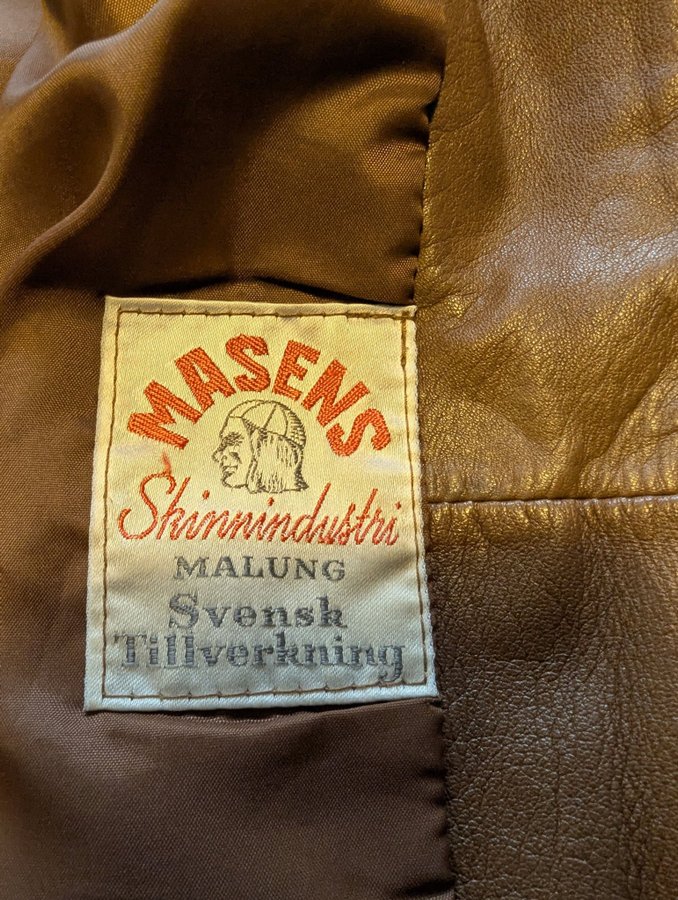 MASENS
Skinnindustri
MALUNG
Svensk
Tillverkning